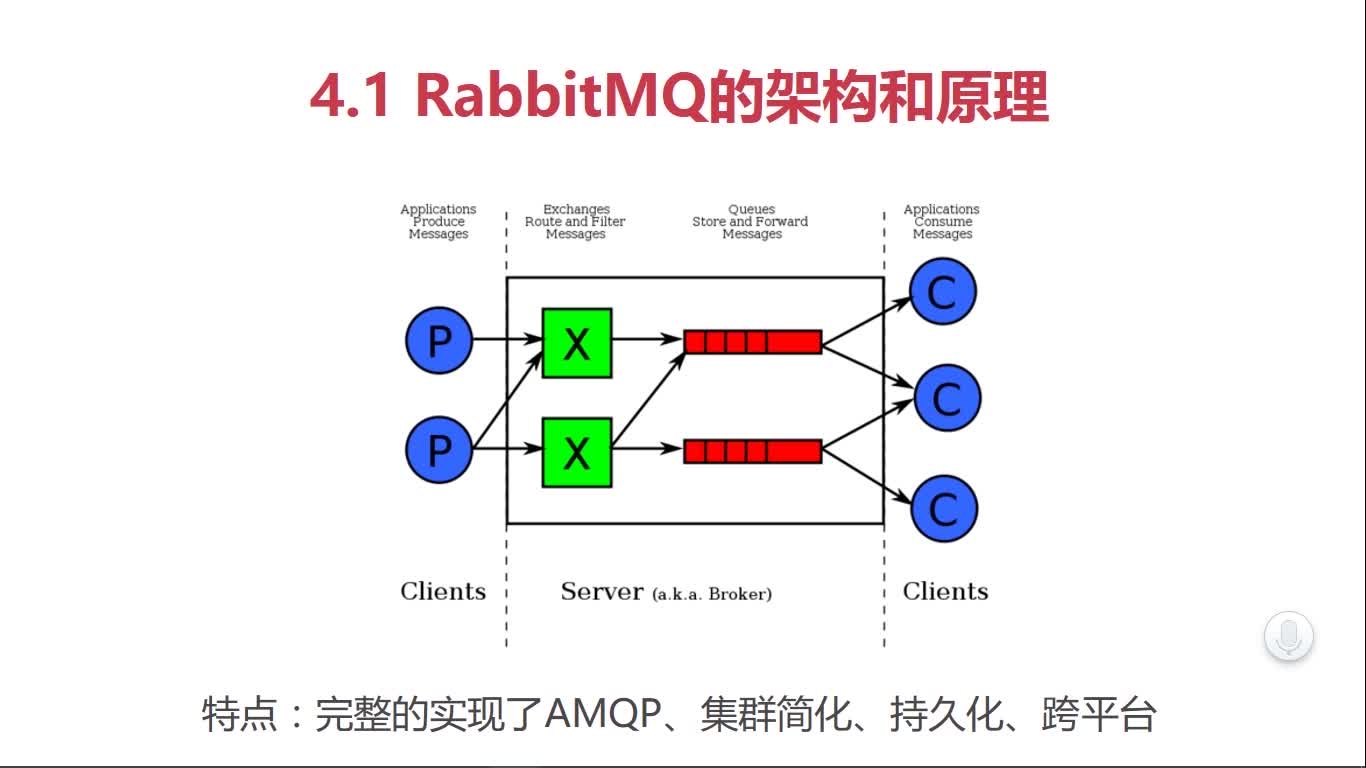 4.1 RabbitMQ的架构和原理
Applications
Produce
Messages
Exchanges
Route and Filter
Messages
Queues
Store and Forward
Messages
Applications
Consume
Messages
C
P
X
C
P
X
C
Clients
Server (a.k.a. Broker)
Clients
特点：完整的实现了AMQP、集群简化、持久化、跨平台